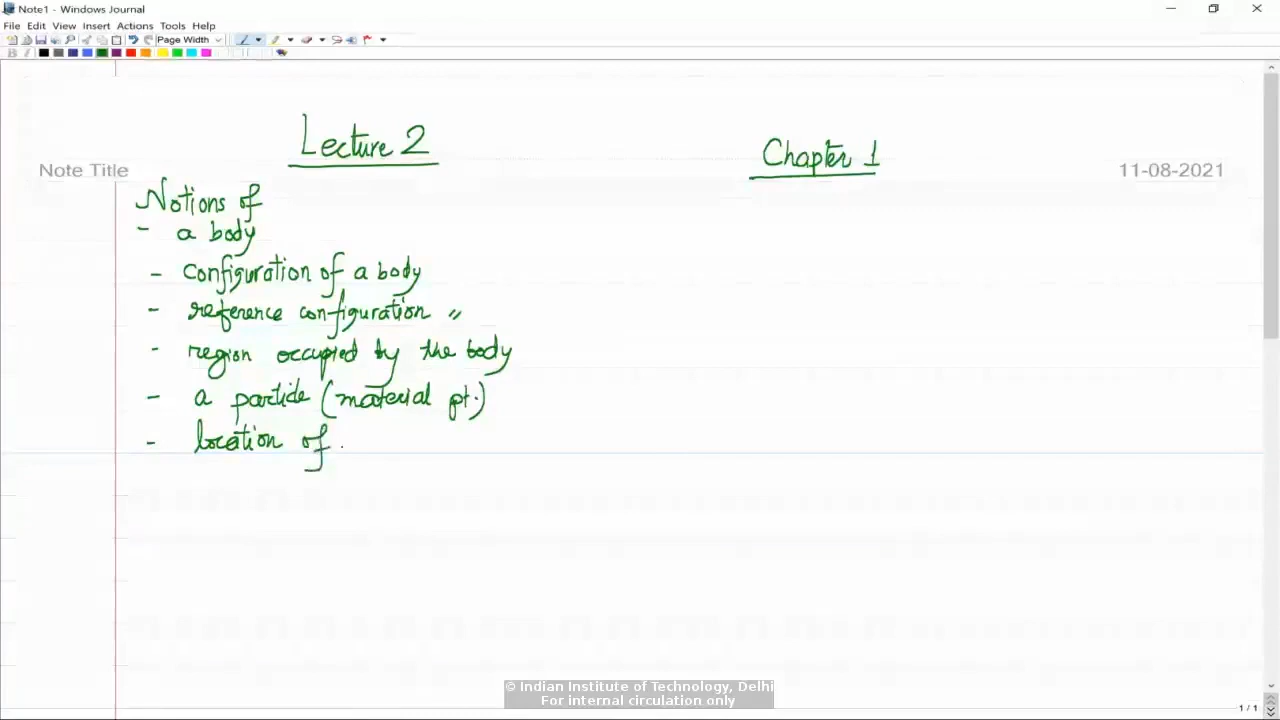 Note1 - Windows Journal
File Edit View Insert Actions Tools Help
Page Width
B I
Lecture 2
Chapter 1
Note Title
11-08-2021
Notions of
- a body
- configuration of a body
- reference configuration "
- region occupied by the body
- a particle (material pt.)
- location of
© Indian Institute of Technology, Delhi
For internal circulation only
1 / 1